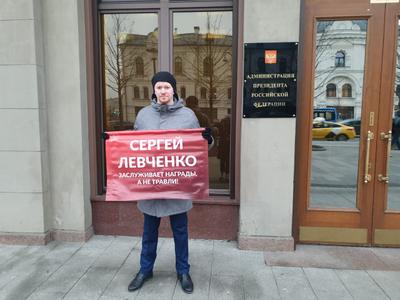 СЕРГЕЙ
ЛЕВЧЕНКО
ЗАСЛУЖИВАЕТ НАГРАДЫ,
А НЕ ТРАВЛИ!
АДМИНИСТРАЦИЯ
ПРЕЗИДЕНТА
РОССИЙСКОЙ
ФЕДЕРАЦИИ